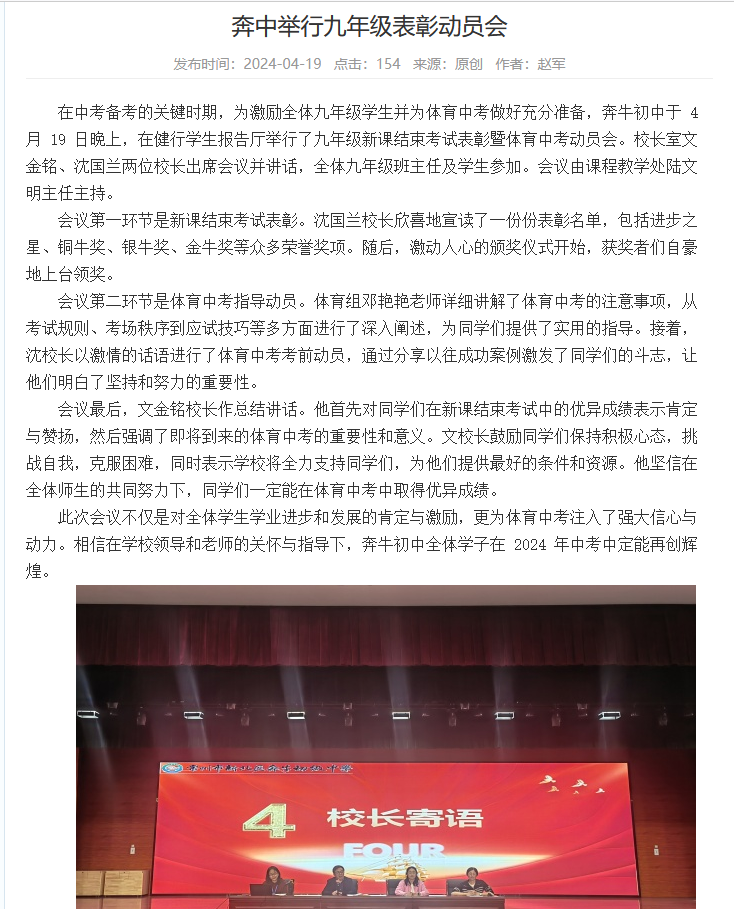 奔中举行九年级表彰动员会
发布时间：2024-04-19 点击：154 来源：原创 作者：赵军
在中考备考的关键时期，为激励全体九年级学生并为体育中考做好充分准备，奔牛初中于 4
月 19 日晚上，在健行学生报告厅举行了九年级新课结束考试表彰暨体育中考动员会。校长室文
金铭、沈国兰两位校长出席会议并讲话，全体九年级班主任及学生参加。会议由课程教学处陆文
明主任主持。
会议第一环节是新课结束考试表彰。沈国兰校长欣喜地宣读了一份份表彰名单，包括进步之
星、铜牛奖、银牛奖、金牛奖等众多荣誉奖项。随后，激动人心的颁奖仪式开始，获奖者们自豪
地上台领奖。
会议第二环节是体育中考指导动员。体育组邓艳艳老师详细讲解了体育中考的注意事项，从
考试规则、考场秩序到应试技巧等多方面进行了深入阐述，为同学们提供了实用的指导。接着，
沈校长以激情的话语进行了体育中考考前动员，通过分享以往成功案例激发了同学们的斗志，让
他们明白了坚持和努力的重要性。
会议最后，文金铭校长作总结讲话。他首先对同学们在新课结束考试中的优异成绩表示肯定
与赞扬，然后强调了即将到来的体育中考的重要性和意义。文校长鼓励同学们保持积极心态，挑
战自我，克服困难，同时表示学校将全力支持同学们，为他们提供最好的条件和资源。他坚信在
全体师生的共同努力下，同学们一定能在体育中考中取得优异成绩。
此次会议不仅是对全体学生学业进步和发展的肯定与激励，更为体育中考注入了强大信心与
动力。相信在学校领导和老师的关怀与指导下，奔牛初中全体学子在 2024 年中考中定能再创辉
煌。
常州市新北区奔牛初级中学
4 校长寄语
FOUR